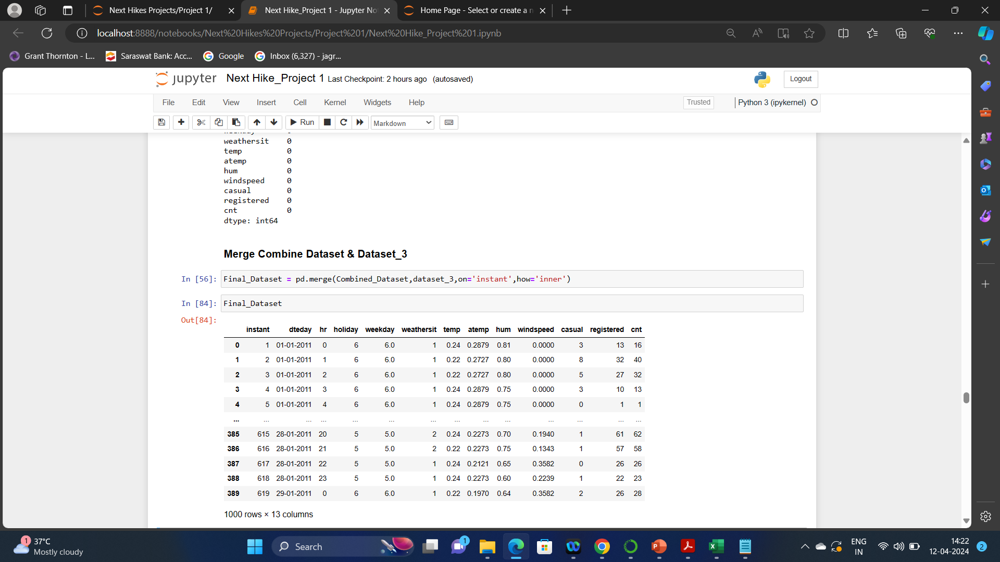 Next Hikes Projects/Project 1/
Next Hike_Project 1 - Jupyter No
Home Page - Select or create a n
localhost:8888/notebooks/Next%20Hikes%20Projects/Project%201/Next%20Hike_Project%201.ipynb
Grant Thornton - L...
Saraswat Bank: Acc...
Google
Inbox (6,327) - jagr...
jupyter
Next Hike_Project 1 Last Checkpoint: 2 hours ago (autosaved)
Logout
File Edit View Insert Cell Kernel Widgets Help
Trusted
Python 3 (ipykernel)
Run
Markdown
weathersit 0
temp 0
atemp 0
hum 0
windspeed 0
casual 0
registered 0
cnt 0
dtype: int64
Merge Combine Dataset & Dataset_3
In [56]: Final_Dataset = pd.merge(Combined_Dataset,dataset_3,on='instant',how='inner')
In [84]: Final_Dataset
Out[84]:
instant dteday hr holiday weekday weathersit temp atemp hum windspeed casual registered cnt
0 1 01-01-2011 0 6 6.0 1 0.24 0.2879 0.81 0.0000 3 13 16
1 2 01-01-2011 1 6 6.0 1 0.22 0.2727 0.80 0.0000 8 32 40
2 3 01-01-2011 2 6 6.0 1 0.22 0.2727 0.80 0.0000 5 27 32
3 4 01-01-2011 3 6 6.0 1 0.24 0.2879 0.75 0.0000 3 10 13
4 5 01-01-2011 4 6 6.0 1 0.24 0.2879 0.75 0.0000 0 1 1
... ... ... ... ... ... ... ... ... ... ... ... ... ...
385 615 28-01-2011 20 5 5.0 2 0.24 0.2273 0.70 0.1940 1 61 62
386 616 28-01-2011 21 5 5.0 2 0.22 0.2273 0.75 0.1343 1 57 58
387 617 28-01-2011 22 5 5.0 1 0.24 0.2121 0.65 0.3582 0 26 26
388 618 28-01-2011 23 5 5.0 1 0.24 0.2273 0.60 0.2239 1 22 23
389 619 29-01-2011 0 6 6.0 1 0.22 0.1970 0.64 0.3582 2 26 28
1000 rows × 13 columns
1
37°C
Mostly cloudy
Search
1
ENG
IN
14:22
12-04-2024
2